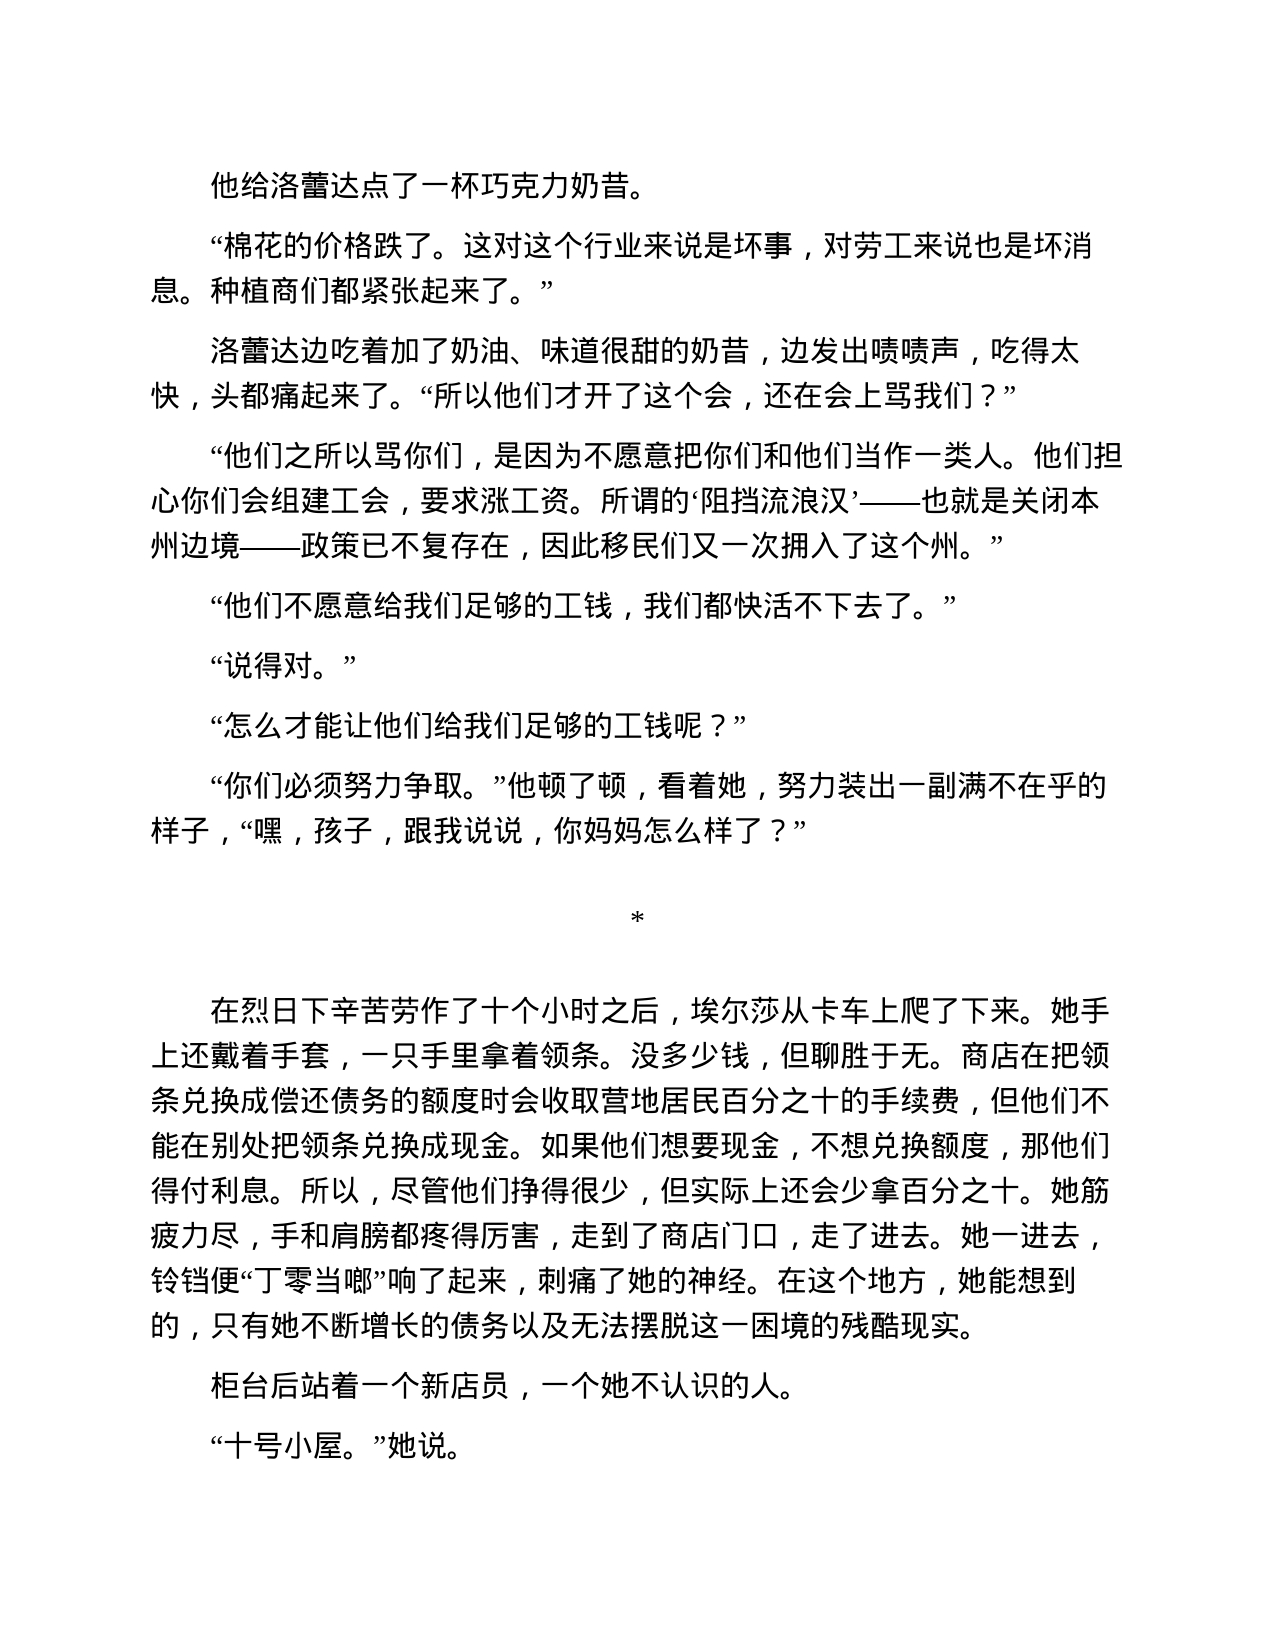 他给洛蕾达点了一杯巧克力奶昔。
“棉花的价格跌了。这对这个行业来说是坏事，对劳工来说也是坏消
息。种植商们都紧张起来了。”
洛蕾达边吃着加了奶油、味道很甜的奶昔，边发出啧啧声，吃得太
快，头都痛起来了。“所以他们才开了这个会，还在会上骂我们？”
“他们之所以骂你们，是因为不愿意把你们和他们当作一类人。他们担
心你们会组建工会，要求涨工资。所谓的‘阻挡流浪汉’——也就是关闭本
州边境——政策已不复存在，因此移民们又一次拥入了这个州。”
“他们不愿意给我们足够的工钱，我们都快活不下去了。”
“说得对。”
“怎么才能让他们给我们足够的工钱呢？”
“你们必须努力争取。”他顿了顿，看着她，努力装出一副满不在乎的
样子，“嘿，孩子，跟我说说，你妈妈怎么样了？”
*
在烈日下辛苦劳作了十个小时之后，埃尔莎从卡车上爬了下来。她手
上还戴着手套，一只手里拿着领条。没多少钱，但聊胜于无。商店在把领
条兑换成偿还债务的额度时会收取营地居民百分之十的手续费，但他们不
能在别处把领条兑换成现金。如果他们想要现金，不想兑换额度，那他们
得付利息。所以，尽管他们挣得很少，但实际上还会少拿百分之十。她筋
疲力尽，手和肩膀都疼得厉害，走到了商店门口，走了进去。她一进去，
铃铛便“丁零当啷”响了起来，刺痛了她的神经。在这个地方，她能想到
的，只有她不断增长的债务以及无法摆脱这一困境的残酷现实。
柜台后站着一个新店员，一个她不认识的人。
“十号小屋。”她说。